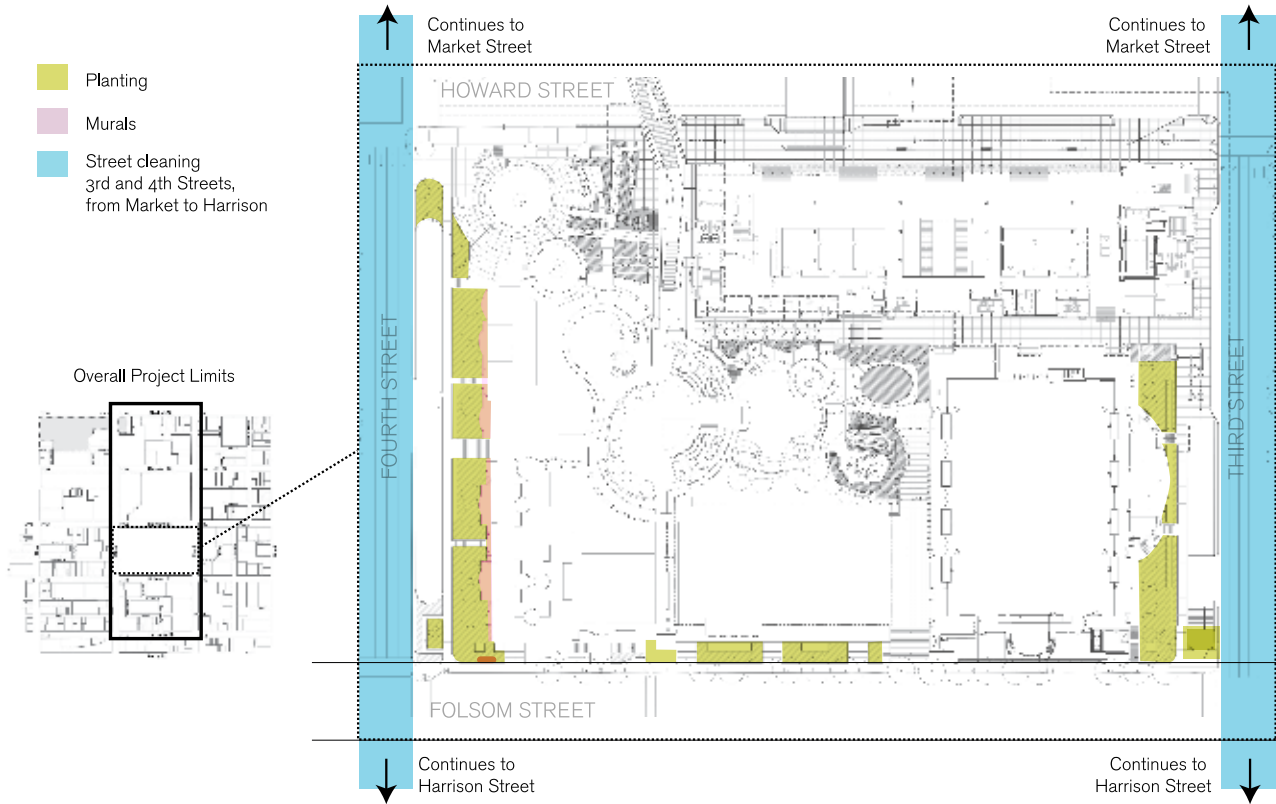 Continues to
Market Street
Continues to
Market Street
Planting
Murals
Street cleaning
3rd and 4th Streets,
from Market to Harrison
HOWARD STREET
FOURTH STREET
THIRD STREET
Overall Project Limits
FOLSOM STREET
Continues to
Harrison Street
Continues to
Harrison Street